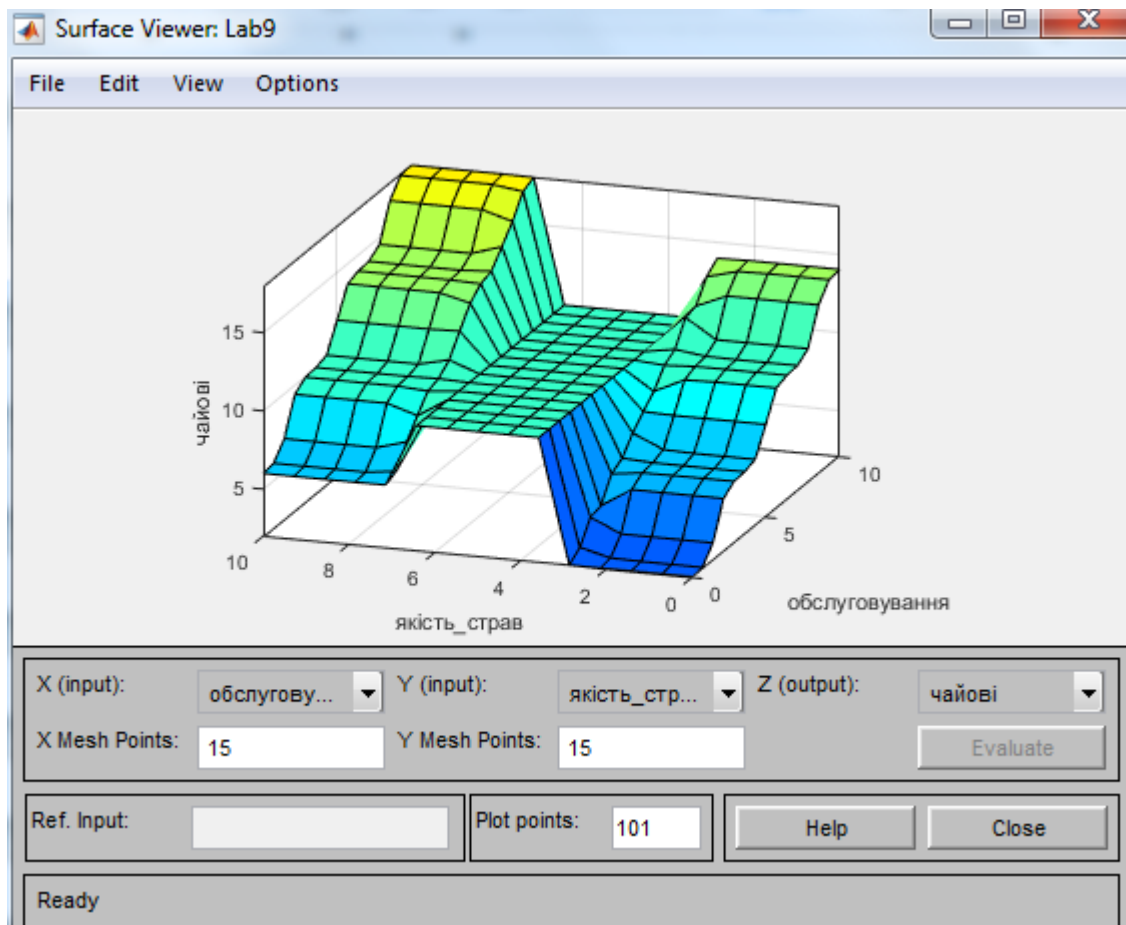 Surface Viewer: Lab9
File Edit View Options
чайові
15
10
5
10
8
6
4
2
0
0
5
10
якість_страв
обслуговування
X (input): обслугову... Y (input): якість_стр... Z (output): чайові
X Mesh Points: 15 Y Mesh Points: 15 Evaluate
Ref. Input: Plot points: 101 Help Close
Ready